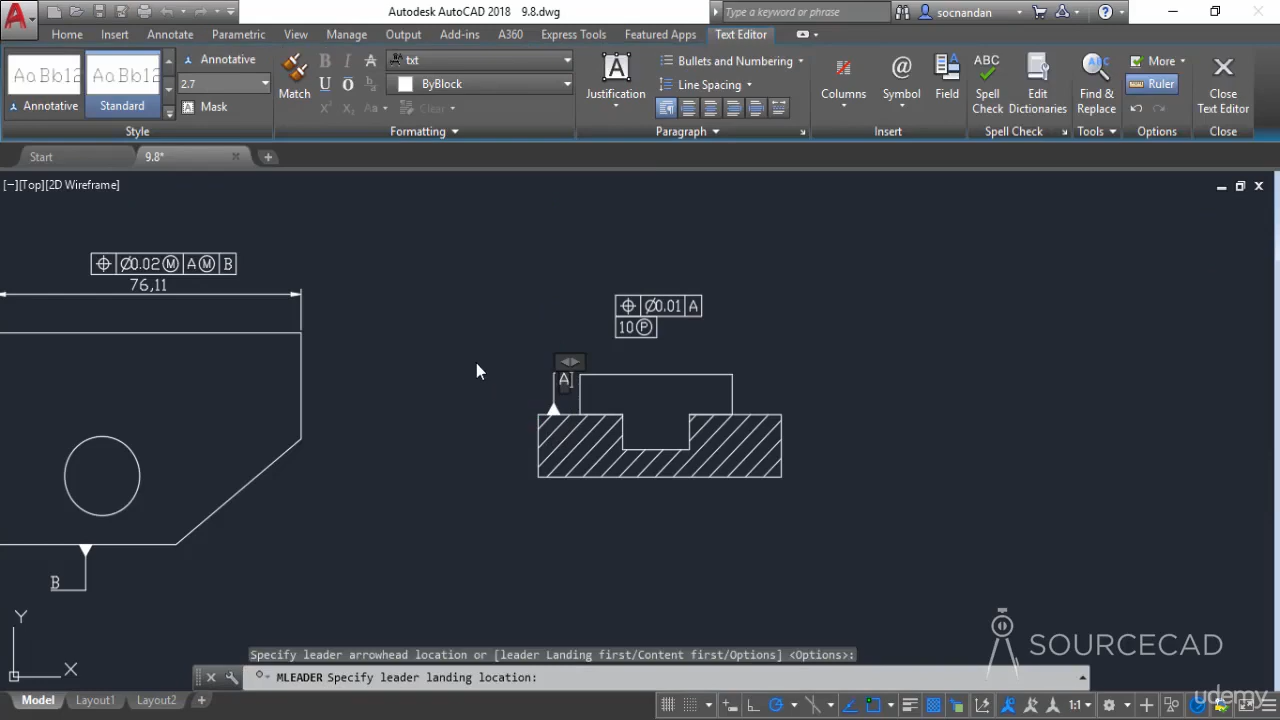 Autodesk AutoCAD 2018 9.8.dwg
Type a keyword or phrase
socnandan
Home Insert Annotate Parametric View Manage Output Add-ins A360 Express Tools Featured Apps Text Editor
AaBb12 AaBb12
Annotative
2.7
Mask
Annotative Standard
Style
Match
B I A
U O
txt
ByBlock
Aa
Clear
Formatting
A
Justification
Bullets and Numbering
Line Spacing
Paragraph
Columns
@
Symbol
Field
Insert
ABC
Spell Check
Edit Dictionaries
Spell Check
Find & Replace
Tools
More
Ruler
Options
Close Text Editor
Close
Start 9.8*
[−][Top][2D Wireframe]
Ø0.02 Ⓜ A Ⓜ B
76,11
Ø0.01 A
10 Ⓟ
A
B
Y
X
SOURCECAD
Specify leader arrowhead location or [leader Landing first/Content first/Options] <Options>:
MLEADER Specify leader landing location:
Model Layout1 Layout2 +
1:1
udemy